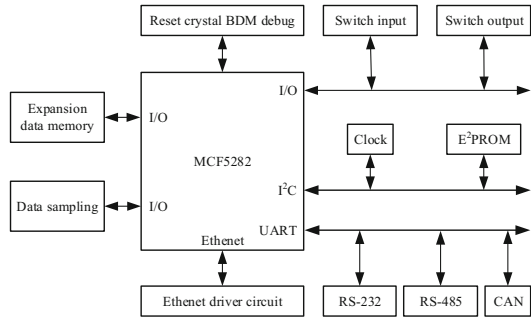 Reset crystal BDM debug
Switch input
Switch output
Expansion
data memory
I/O
I/O
MCF5282
Clock
E²PROM
Data sampling
I/O
I²C
UART
Ethenet
Ethenet driver circuit
RS-232
RS-485
CAN